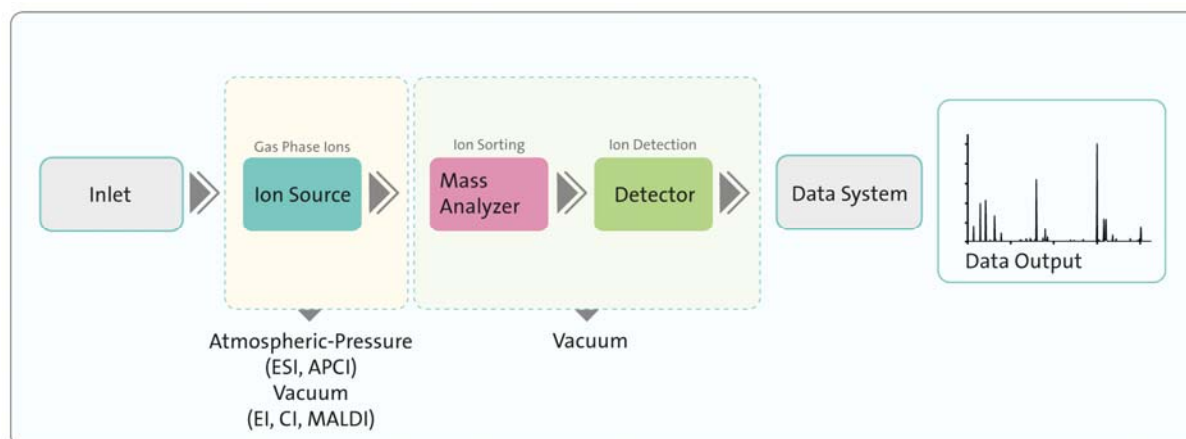 Gas Phase Ions
Ion Sorting
Ion Detection
Inlet
Ion Source
Mass
Analyzer
Detector
Data System
Data Output
Atmospheric-Pressure
(ESI, APCI)
Vacuum
(EI, CI, MALDI)
Vacuum